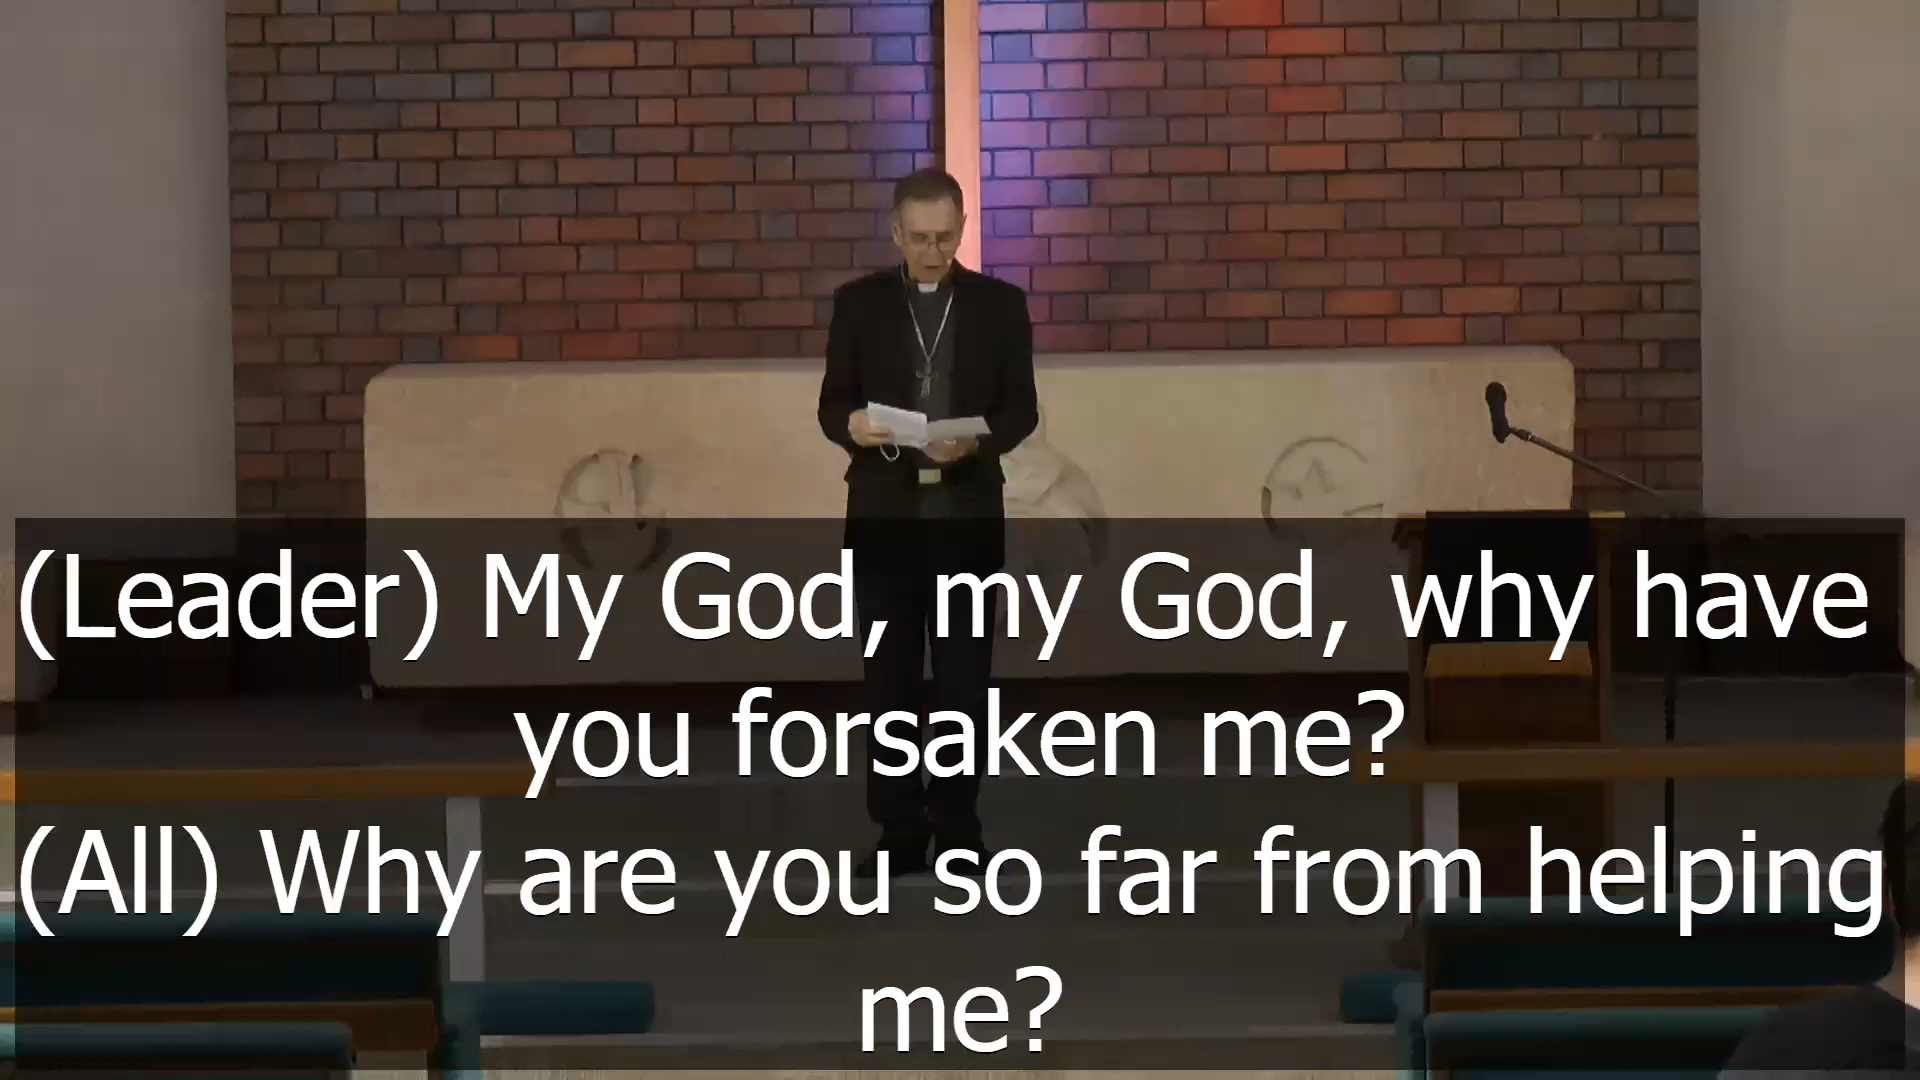 (Leader) My God, my God, why have
you forsaken me?
(All) Why are you so far from helping
me?